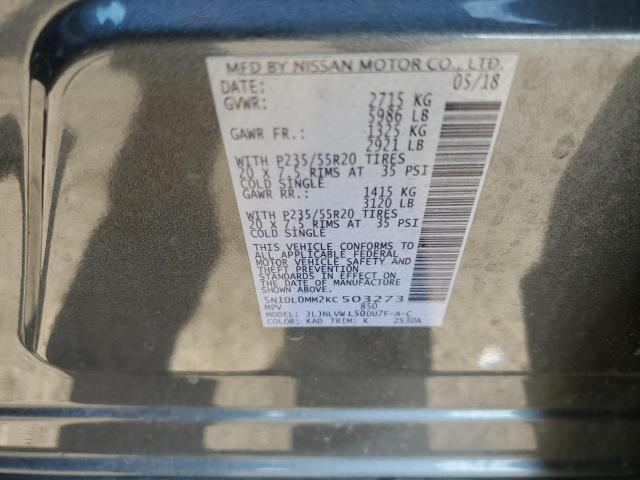 MFD BY NISSAN MOTOR CO., LTD.
DATE: 05/18
GVWR: 2715 KG
5986 LB
GAWR FR.: 1325 KG
2921 LB
WITH P235/55R20 TIRES
20 X 7.5 RIMS AT 35 PSI
COLD SINGLE
GAWR RR.: 1415 KG
3120 LB
WITH P235/55R20 TIRES
20 X 7.5 RIMS AT 35 PSI
COLD SINGLE
THIS VEHICLE CONFORMS TO
ALL APPLICABLE FEDERAL
MOTOR VEHICLE SAFETY AND
THEFT PREVENTION
STANDARDS IN EFFECT ON THE
DATE OF MANUFACTURE
SHOWN ABOVE.
5N1DL0MM2KC503273
MPV 850
MODEL: JLJNLVWL50DU7F-A-C
COLOR: KAD TRIM: K 2S30A